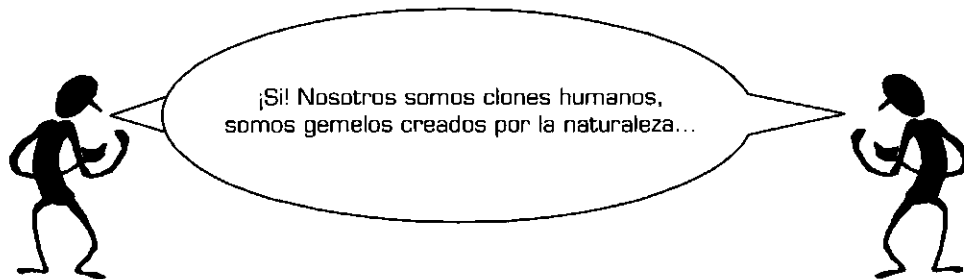 ¡Si! Nosotros somos clones humanos,
somos gemelos creados por la naturaleza...